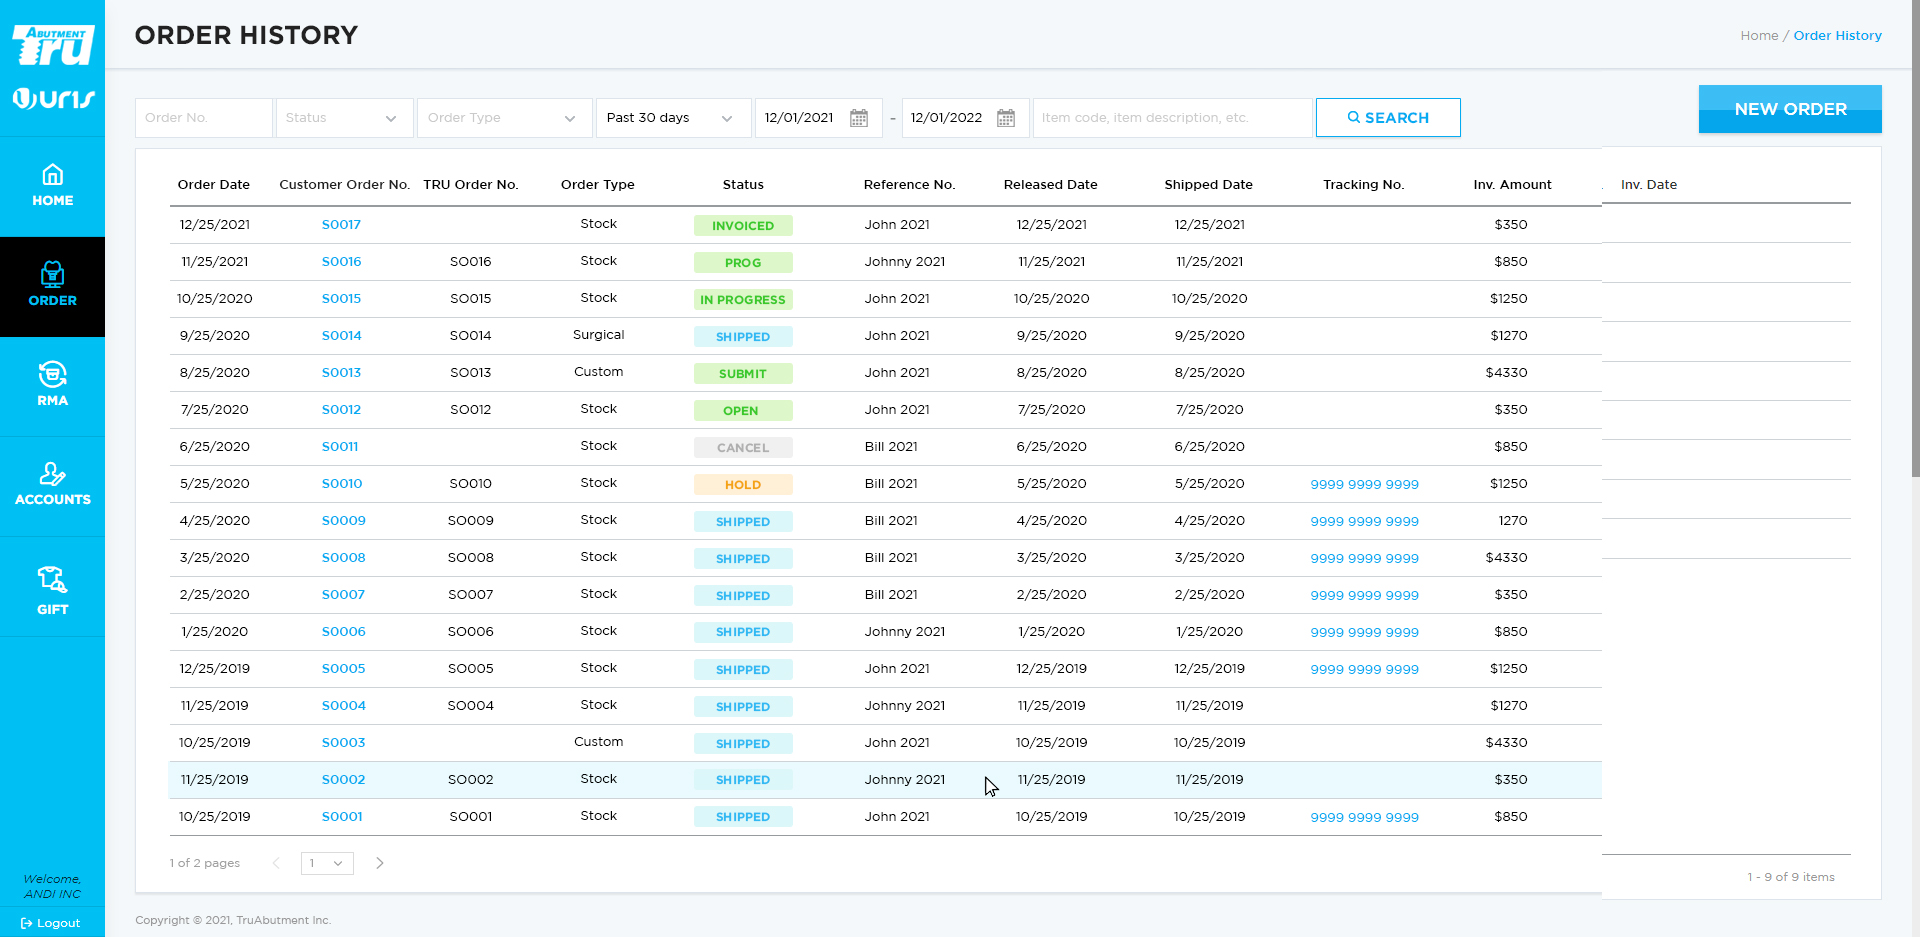 ABUTMENT
Tru
URIS
HOME
ORDER
RMA
ACCOUNTS
GIFT
Welcome,
ANDI INC
Logout
ORDER HISTORY
Home / Order History
Order No. Status Order Type Past 30 days 12/01/2021 - 12/01/2022 Item code, item description, etc. SEARCH NEW ORDER
Order Date Customer Order No. TRU Order No. Order Type Status Reference No. Released Date Shipped Date Tracking No. Inv. Amount Inv. Date
12/25/2021 S0017 Stock INVOICED John 2021 12/25/2021 12/25/2021 $350
11/25/2021 S0016 SO016 Stock PROG Johnny 2021 11/25/2021 11/25/2021 $850
10/25/2020 S0015 SO015 Stock IN PROGRESS John 2021 10/25/2020 10/25/2020 $1250
9/25/2020 S0014 SO014 Surgical SHIPPED John 2021 9/25/2020 9/25/2020 $1270
8/25/2020 S0013 SO013 Custom SUBMIT John 2021 8/25/2020 8/25/2020 $4330
7/25/2020 S0012 SO012 Stock OPEN John 2021 7/25/2020 7/25/2020 $350
6/25/2020 S0011 Stock CANCEL Bill 2021 6/25/2020 6/25/2020 $850
5/25/2020 S0010 SO010 Stock HOLD Bill 2021 5/25/2020 5/25/2020 9999 9999 9999 $1250
4/25/2020 S0009 SO009 Stock SHIPPED Bill 2021 4/25/2020 4/25/2020 9999 9999 9999 1270
3/25/2020 S0008 SO008 Stock SHIPPED Bill 2021 3/25/2020 3/25/2020 9999 9999 9999 $4330
2/25/2020 S0007 SO007 Stock SHIPPED Bill 2021 2/25/2020 2/25/2020 9999 9999 9999 $350
1/25/2020 S0006 SO006 Stock SHIPPED Johnny 2021 1/25/2020 1/25/2020 9999 9999 9999 $850
12/25/2019 S0005 SO005 Stock SHIPPED John 2021 12/25/2019 12/25/2019 9999 9999 9999 $1250
11/25/2019 S0004 SO004 Stock SHIPPED Johnny 2021 11/25/2019 11/25/2019 $1270
10/25/2019 S0003 Custom SHIPPED John 2021 10/25/2019 10/25/2019 $4330
11/25/2019 S0002 SO002 Stock SHIPPED Johnny 2021 11/25/2019 11/25/2019 $350
10/25/2019 S0001 SO001 Stock SHIPPED John 2021 10/25/2019 10/25/2019 9999 9999 9999 $850
1 of 2 pages 1
1 - 9 of 9 items
Copyright © 2021, TruAbutment Inc.